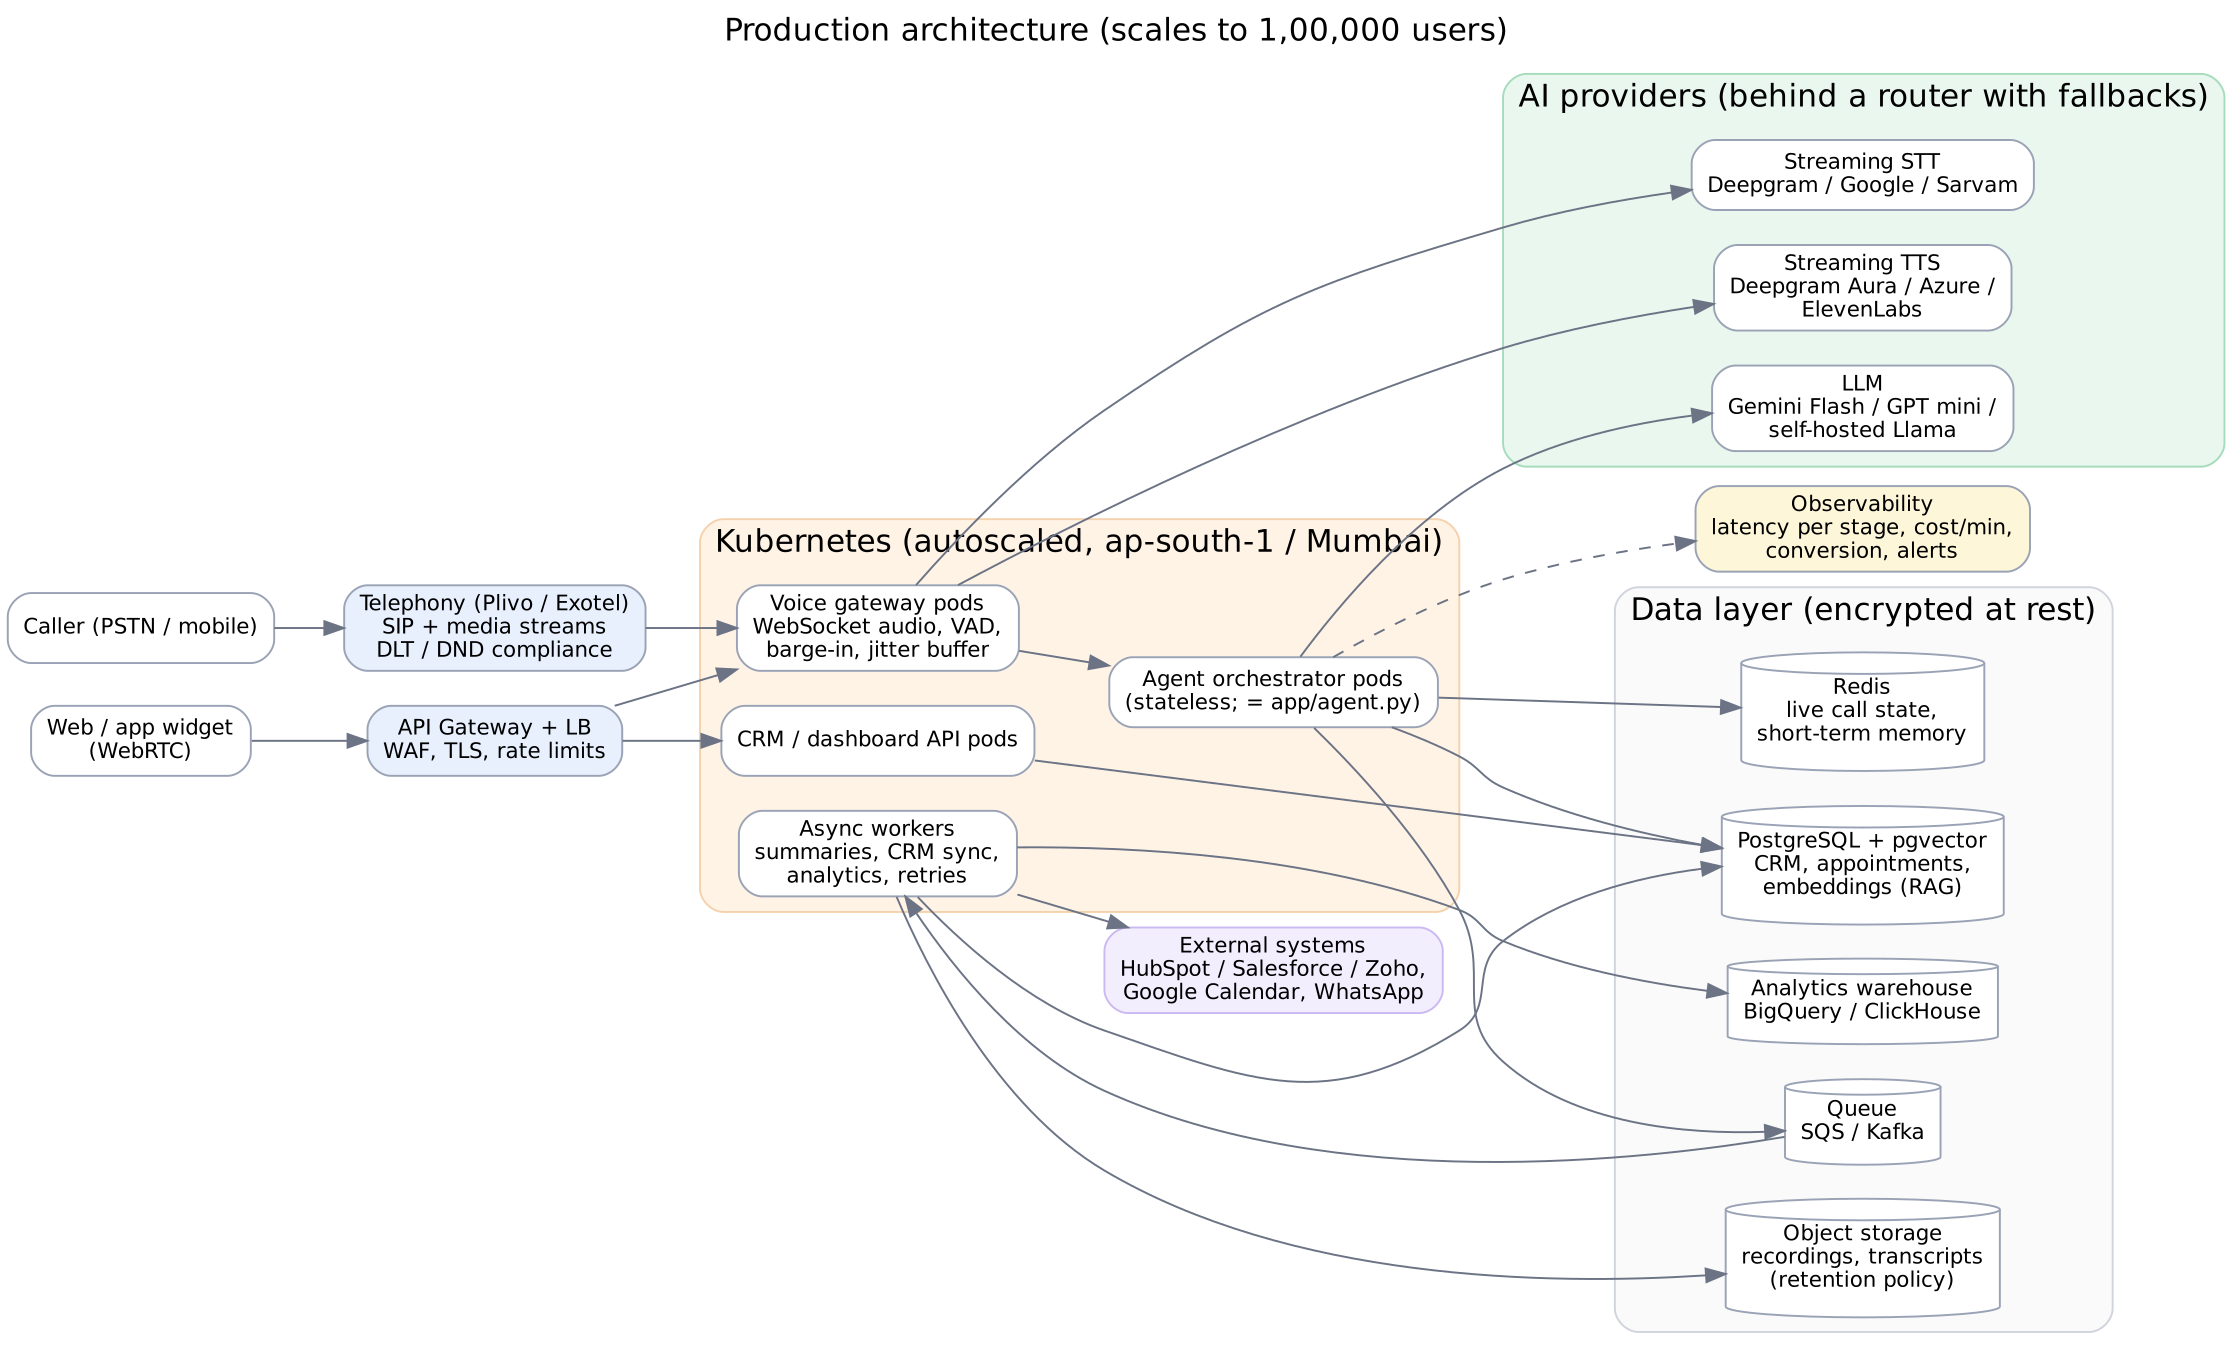 Production architecture (scales to 1,00,000 users)
AI providers (behind a router with fallbacks)
Streaming STT
Deepgram / Google / Sarvam
Streaming TTS
Deepgram Aura / Azure /
ElevenLabs
LLM
Gemini Flash / GPT mini /
self-hosted Llama
Observability
latency per stage, cost/min,
conversion, alerts
Kubernetes (autoscaled, ap-south-1 / Mumbai)
Caller (PSTN / mobile)
Telephony (Plivo / Exotel)
SIP + media streams
DLT / DND compliance
Voice gateway pods
WebSocket audio, VAD,
barge-in, jitter buffer
Agent orchestrator pods
(stateless; = app/agent.py)
Web / app widget
(WebRTC)
API Gateway + LB
WAF, TLS, rate limits
CRM / dashboard API pods
Async workers
summaries, CRM sync,
analytics, retries
External systems
HubSpot / Salesforce / Zoho,
Google Calendar, WhatsApp
Data layer (encrypted at rest)
Redis
live call state,
short-term memory
PostgreSQL + pgvector
CRM, appointments,
embeddings (RAG)
Analytics warehouse
BigQuery / ClickHouse
Queue
SQS / Kafka
Object storage
recordings, transcripts
(retention policy)